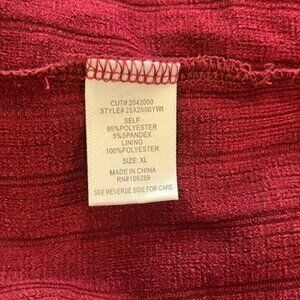 CUT# 2042000
STYLE# 25X259BYWI
SELF
95%POLYESTER
5%SPANDEX
LINING
100%POLYESTER
SIZE: XL
MADE IN CHINA
RN#106289
SEE REVERSE SIDE FOR CARE